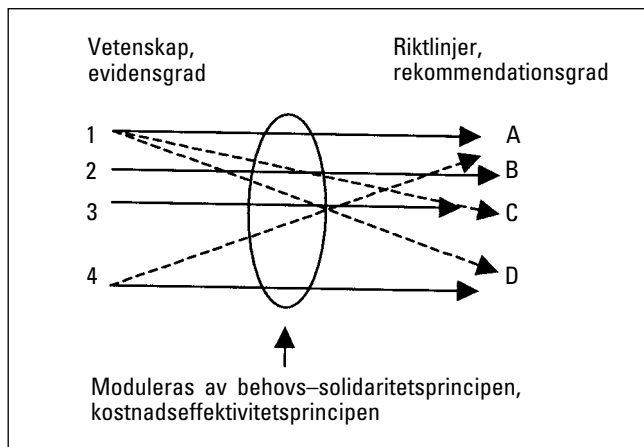 Vetenskap,
evidensgrad
Riktlinjer,
rekommendationsgrad
1
A
2
B
3
C
4
D
Moduleras av behovs–solidaritetsprincipen,
kostnadseffektivitetsprincipen